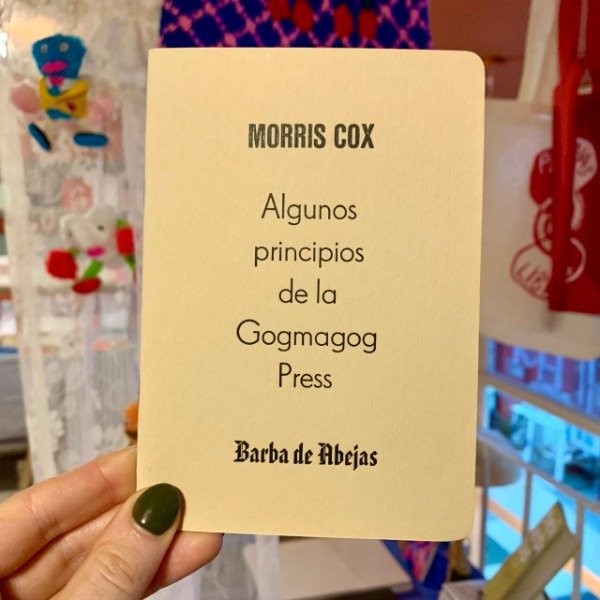 MORRIS COX
Algunos
principios
de la
Gogmagog
Press
Barba de Abejas